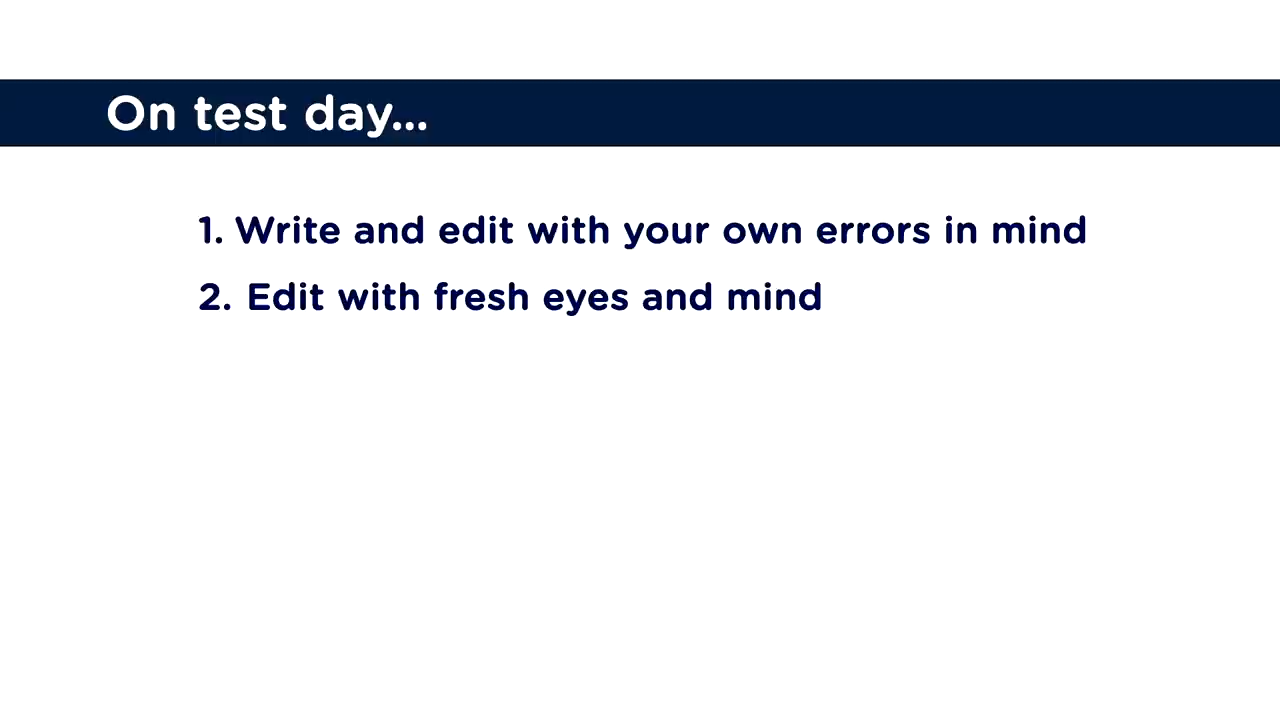 On test day...
1. Write and edit with your own errors in mind
2. Edit with fresh eyes and mind